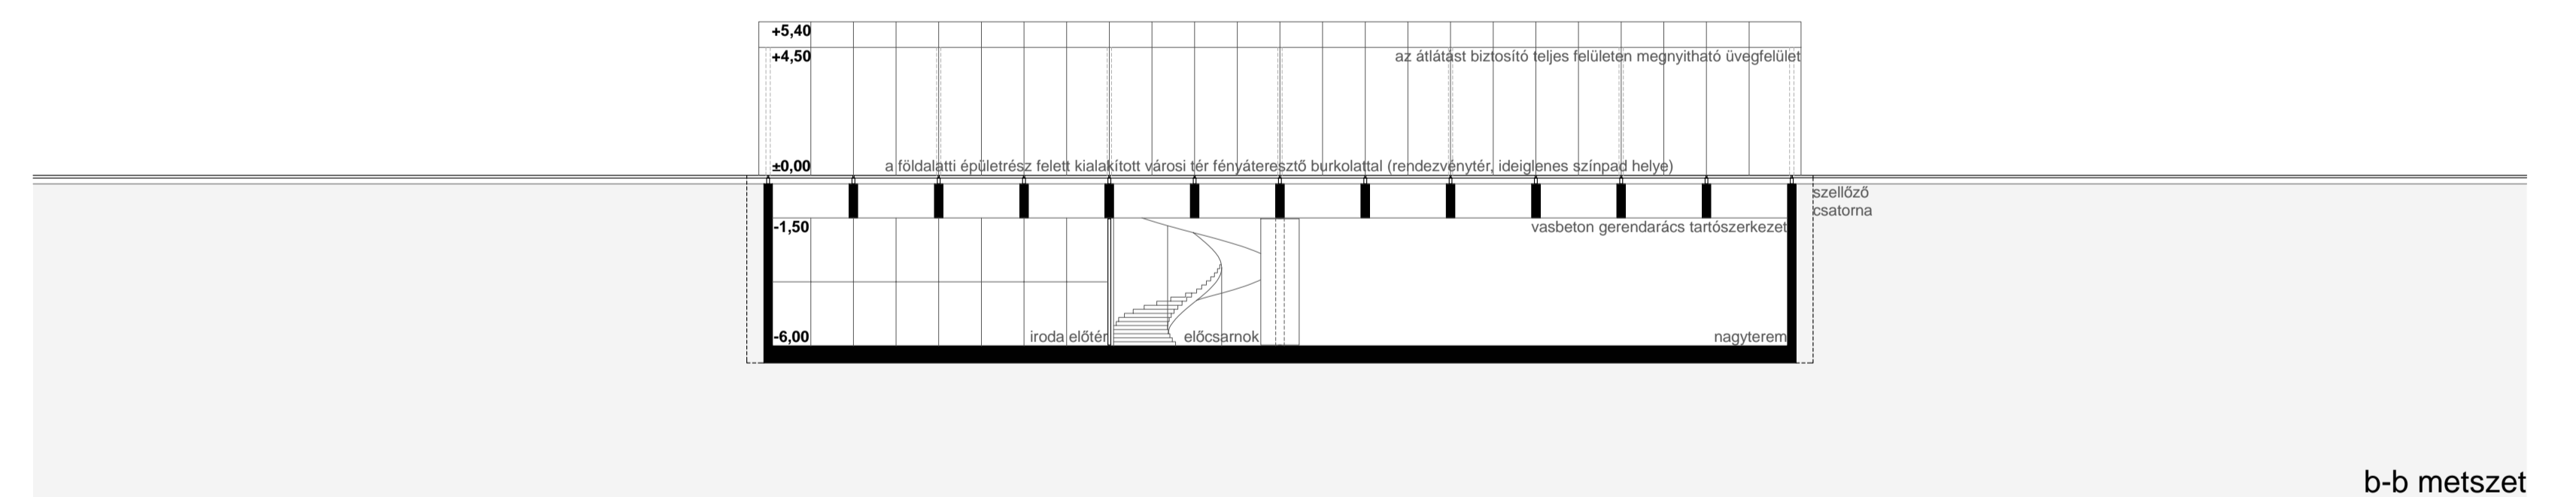 +5,40
+4,50
az átlátást biztosító teljes felületen megnyitható üvegfelület
±0,00
a földalatti épületrész felett kialakított városi tér fényáteresztő burkolattal (rendezvénytér, ideiglenes színpad helye)
szellőző
csatorna
-1,50
vasbeton gerendarács tartószerkezet
-6,00
iroda előtér
előcsarnok
nagyterem
b-b metszet